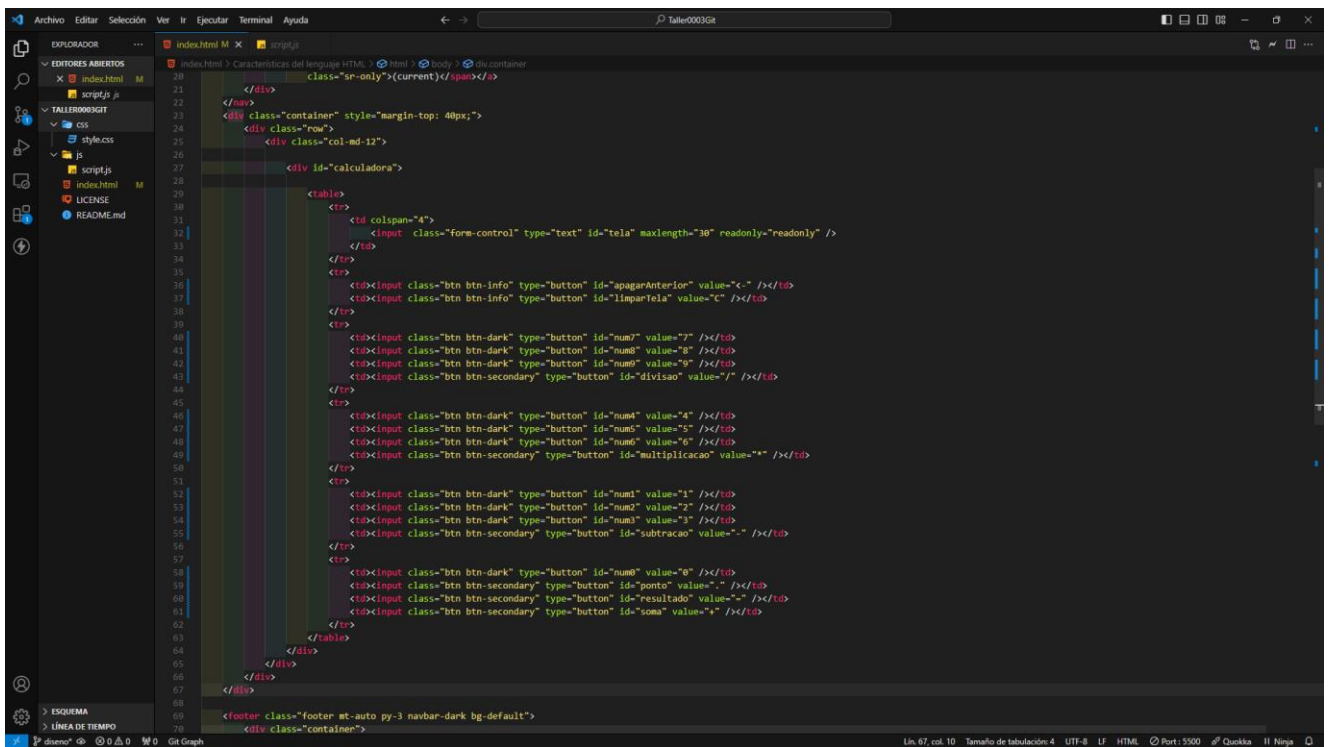 Archivo Editar Selección Ver Ir Ejecutar Terminal Ayuda
Taller0003Git
EXPLORADOR
EDITORES ABIERTOS
index.html M
script.js js
TALLER0003GIT
css
style.css
js
script.js
index.html M
LICENSE
README.md
ESQUEMA
LÍNEA DE TIEMPO
index.html M
script.js
index.html > Características del lenguaje HTML > html > body > div.container
20 class="sr-only">(current)</span></a>
21 </div>
22 </nav>
23 <div class="container" style="margin-top: 40px;">
24 <div class="row">
25 <div class="col-md-12">
26
27 <div id="calculadora">
28
29 <table>
30 <tr>
31 <td colspan="4">
32 <input class="form-control" type="text" id="tela" maxlength="30" readonly="readonly" />
33 </td>
34 </tr>
35 <tr>
36 <td><input class="btn btn-info" type="button" id="apagarAnterior" value="<-" /></td>
37 <td><input class="btn btn-info" type="button" id="limparTela" value="C" /></td>
38 </tr>
39 <tr>
40 <td><input class="btn btn-dark" type="button" id="num7" value="7" /></td>
41 <td><input class="btn btn-dark" type="button" id="num8" value="8" /></td>
42 <td><input class="btn btn-dark" type="button" id="num9" value="9" /></td>
43 <td><input class="btn btn-secondary" type="button" id="divisao" value="/" /></td>
44 </tr>
45 <tr>
46 <td><input class="btn btn-dark" type="button" id="num4" value="4" /></td>
47 <td><input class="btn btn-dark" type="button" id="num5" value="5" /></td>
48 <td><input class="btn btn-dark" type="button" id="num6" value="6" /></td>
49 <td><input class="btn btn-secondary" type="button" id="multiplicacao" value="*" /></td>
50 </tr>
51 <tr>
52 <td><input class="btn btn-dark" type="button" id="num1" value="1" /></td>
53 <td><input class="btn btn-dark" type="button" id="num2" value="2" /></td>
54 <td><input class="btn btn-dark" type="button" id="num3" value="3" /></td>
55 <td><input class="btn btn-secondary" type="button" id="subtracao" value="-" /></td>
56 </tr>
57 <tr>
58 <td><input class="btn btn-dark" type="button" id="num0" value="0" /></td>
59 <td><input class="btn btn-secondary" type="button" id="ponto" value="." /></td>
60 <td><input class="btn btn-secondary" type="button" id="resultado" value="=" /></td>
61 <td><input class="btn btn-secondary" type="button" id="soma" value="+" /></td>
62 </tr>
63 </table>
64 </div>
65 </div>
66 </div>
67 </div>
68
69 <footer class="footer mt-auto py-3 navbar-dark bg-default">
70 <div class="container">
diseno* 0 0 0 Git Graph Lín. 67, col. 10 Tamaño de tabulación: 4 UTF-8 LF HTML Port : 5500 Quokka Ninja